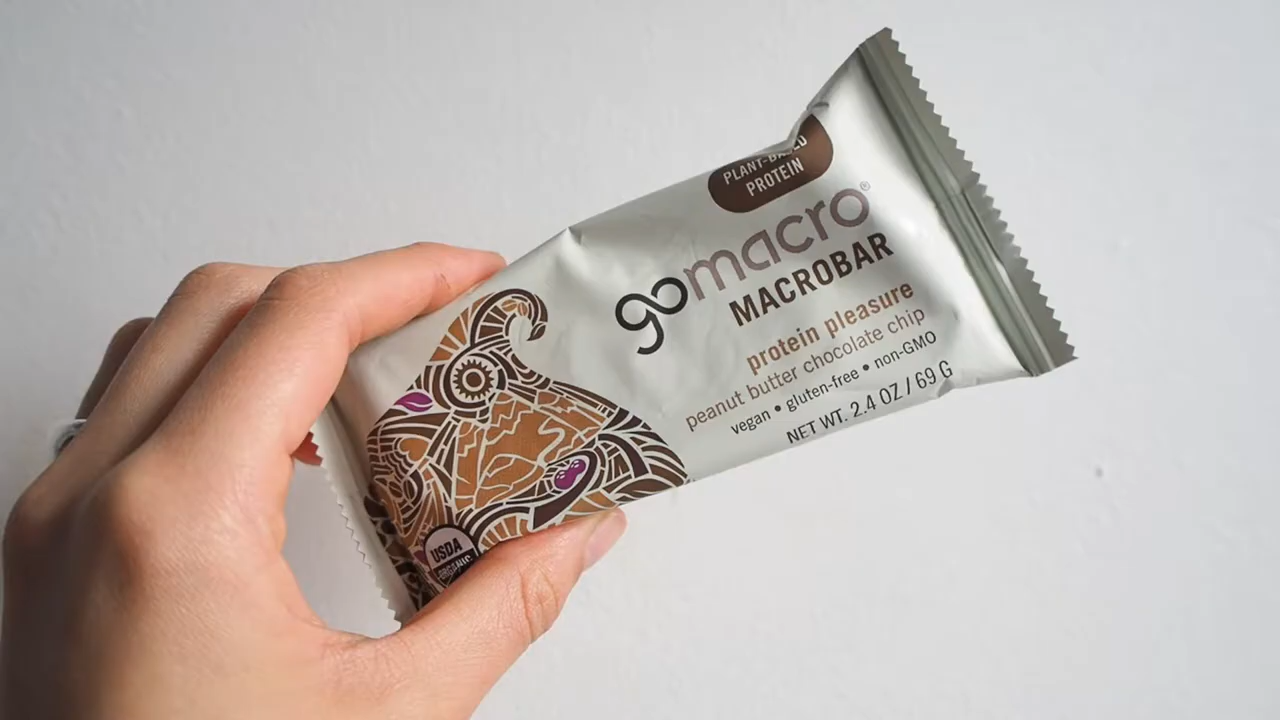 PLANT-BASED
PROTEIN
gomacro®
MACROBAR
protein pleasure
peanut butter chocolate chip
vegan • gluten-free • non-GMO
NET WT. 2.4 OZ / 69 G
USDA
ORGANIC